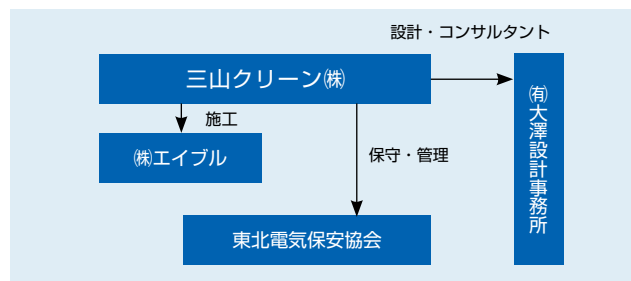 設計・コンサルタント
三山クリーン㈱
施工
㈱エイブル
保守・管理
東北電気保安協会
㈲大澤設計事務所